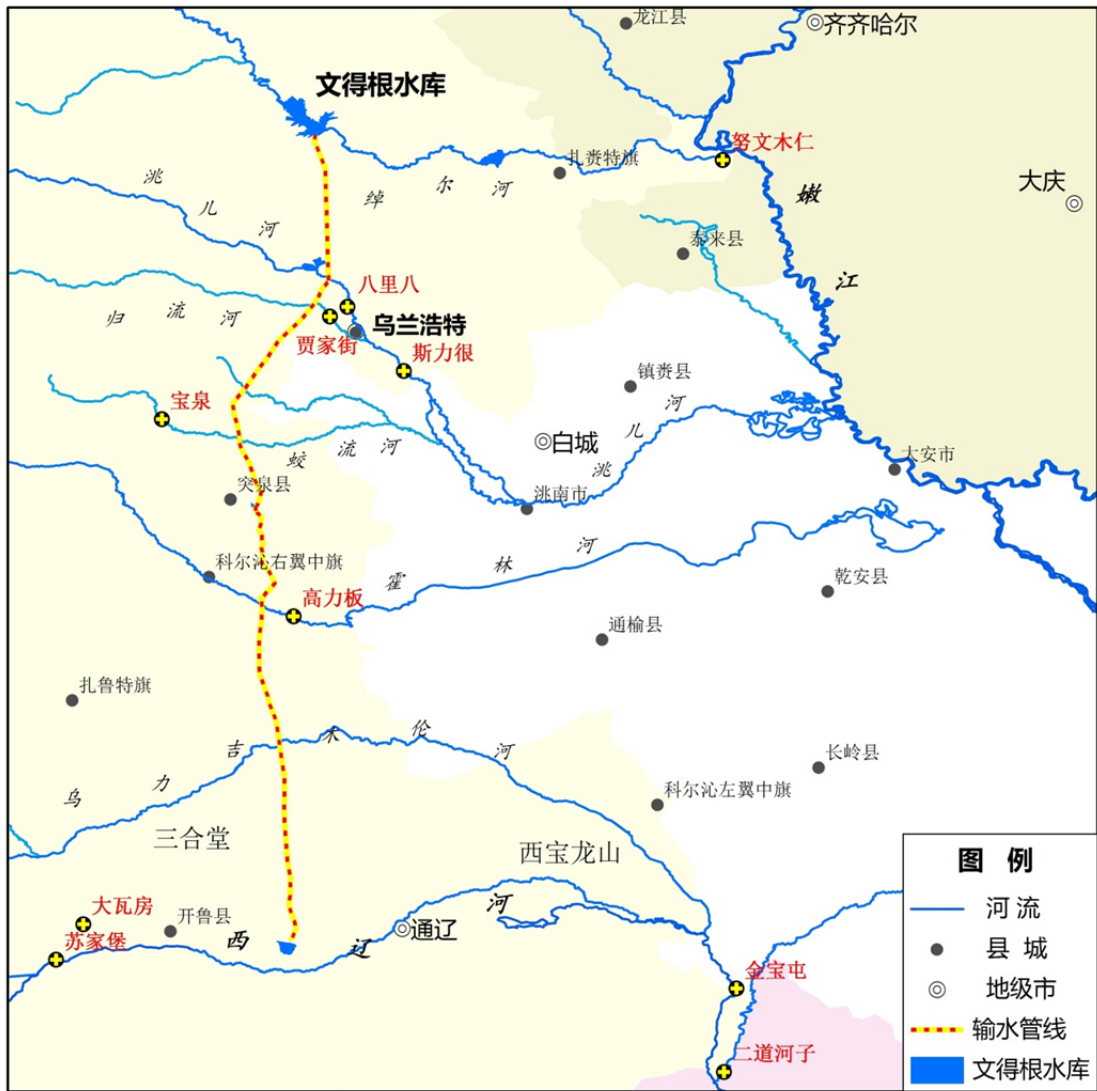 龙江县
齐齐哈尔
文得根水库
努文木仁
扎赉特旗
绰尔河
洮儿河
嫩江
大庆
泰来县
八里八
归流河
乌兰浩特
贾家街
斯力很
镇赉县
宝泉
白城
洮儿河
蛟流河
大安市
突泉县
洮南市
科尔沁右翼中旗
霍林河
高力板
乾安县
通榆县
扎鲁特旗
乌力吉木伦河
长岭县
科尔沁左翼中旗
三合堂
西宝龙山
大瓦房
开鲁县
通辽
西辽河
苏家堡
金宝屯
二道河子
图 例
河 流
县 城
地级市
输水管线
文得根水库